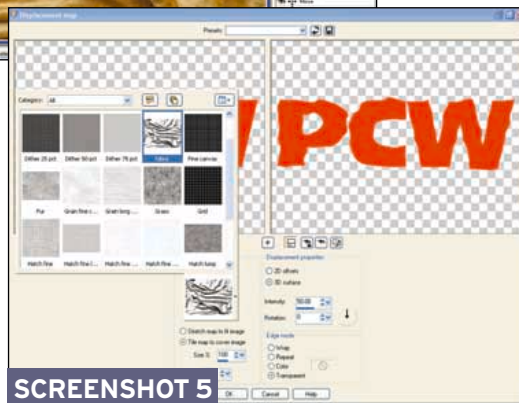 Displacement map
Presets:
Category: All
PCW
Dither 25 pct Dither 50 pct Dither 75 pct Fabric Fine canvas
Fur Grain fine c... Grain long ... Grass Grid
Hatch fine Hatch fine l... Hatch fine ... Hatch fine ... Hatch lump
Displacement properties
2D offsets
3D surface
Intensity: 50.00
Rotation: 0
Stretch map to fit image
Tile map to cover image
Size %: 100
Edge mode
Wrap
Repeat
Color
Transparent
OK Cancel Help
SCREENSHOT 5